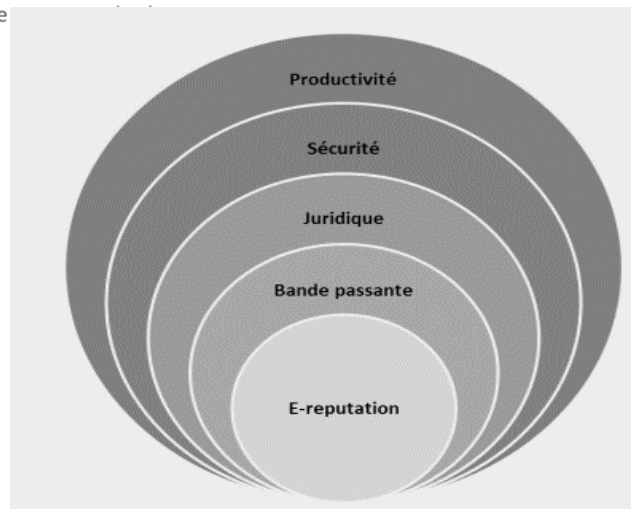 e
Productivité
Sécurité
Juridique
Bande passante
E-reputation